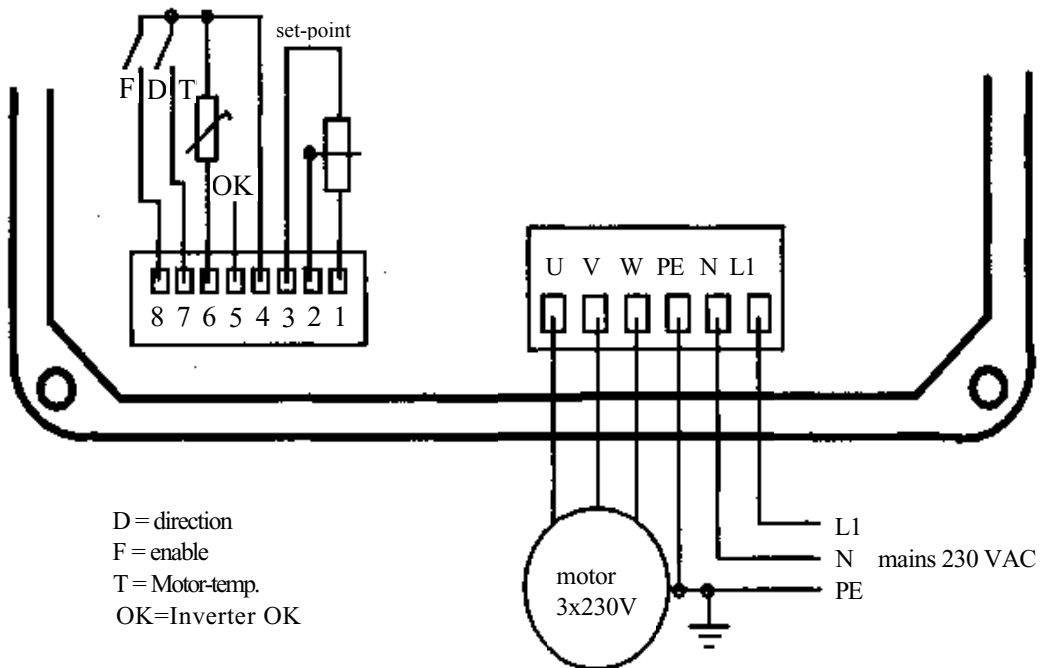 set-point
F D T
OK
8 7 6 5 4 3 2 1
U V W PE N L1
D = direction
F = enable
T = Motor-temp.
OK=Inverter OK
motor
3x230V
L1
N mains 230 VAC
PE